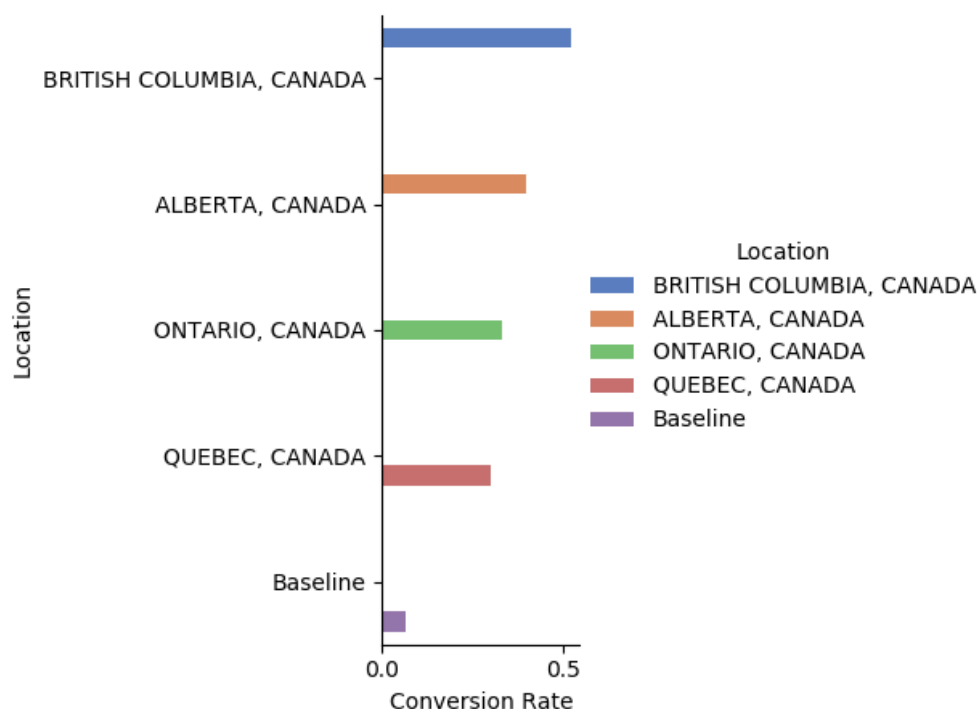 BRITISH COLUMBIA, CANADA
ALBERTA, CANADA
ONTARIO, CANADA
QUEBEC, CANADA
Baseline
Location
0.0
0.5
Conversion Rate
Location
BRITISH COLUMBIA, CANADA
ALBERTA, CANADA
ONTARIO, CANADA
QUEBEC, CANADA
Baseline